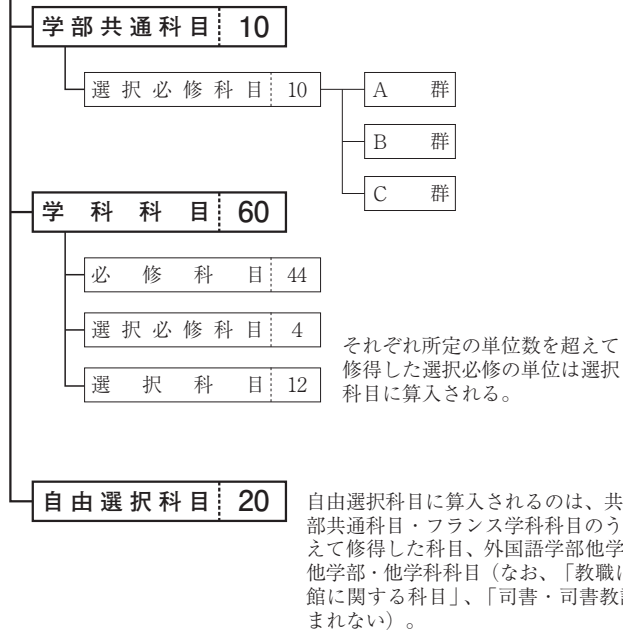 学部共通科目 10
選択必修科目 10
A 群
B 群
C 群
学科科目 60
必修科目 44
選択必修科目 4
選択科目 12
それぞれ所定の単位数を超えて
修得した選択必修の単位は選択
科目に算入される。
自由選択科目 20
自由選択科目に算入されるのは、共
部共通科目・フランス学科科目のう
えて修得した科目、外国語学部他学
他学部・他学科科目（なお、「教職に
館に関する科目」、「司書・司書教諭
まれない）。